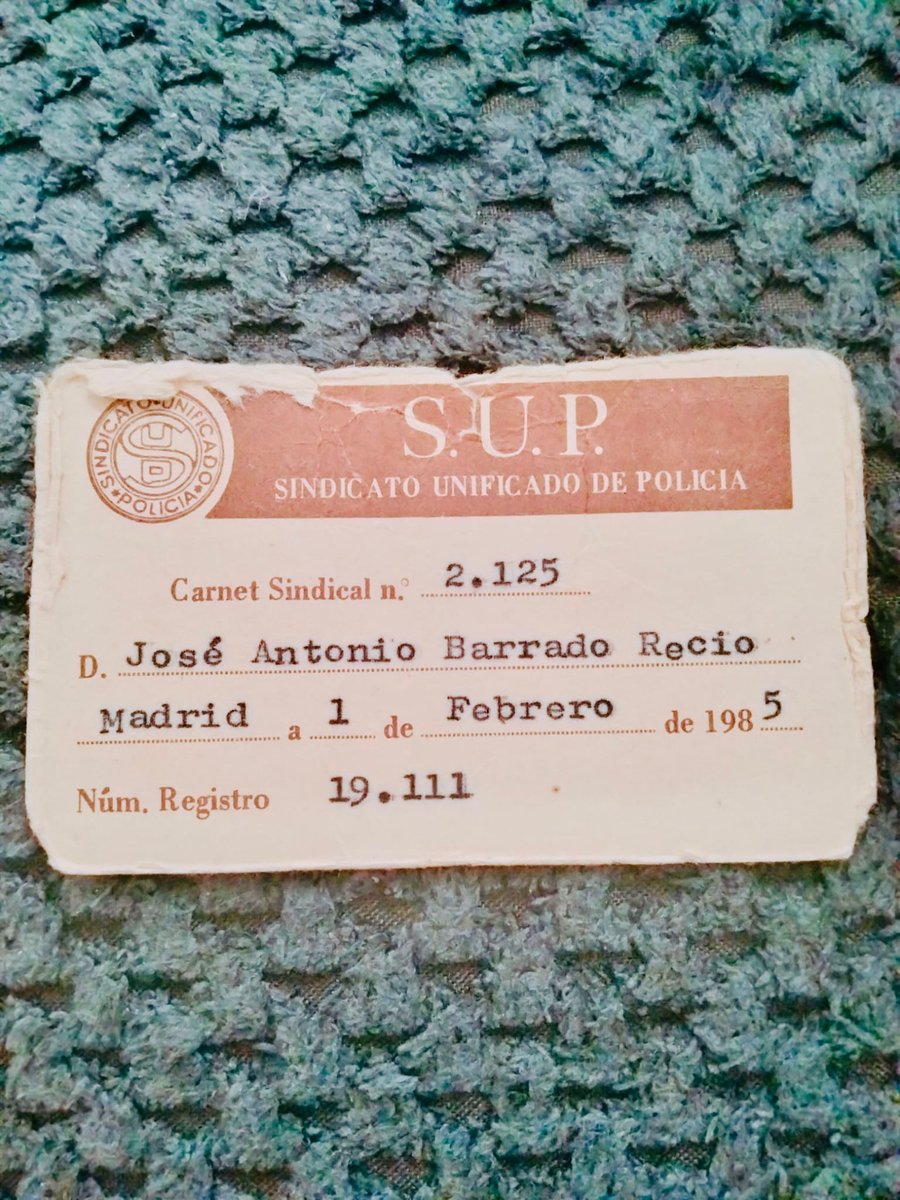 SINDICATO UNIFICADO
POLICIA
SUP
S.U.P.
SINDICATO UNIFICADO DE POLICIA
Carnet Sindical n.° 2.125
D. José Antonio Barrado Recio
Madrid a 1 de Febrero de 1985
Núm. Registro 19.111